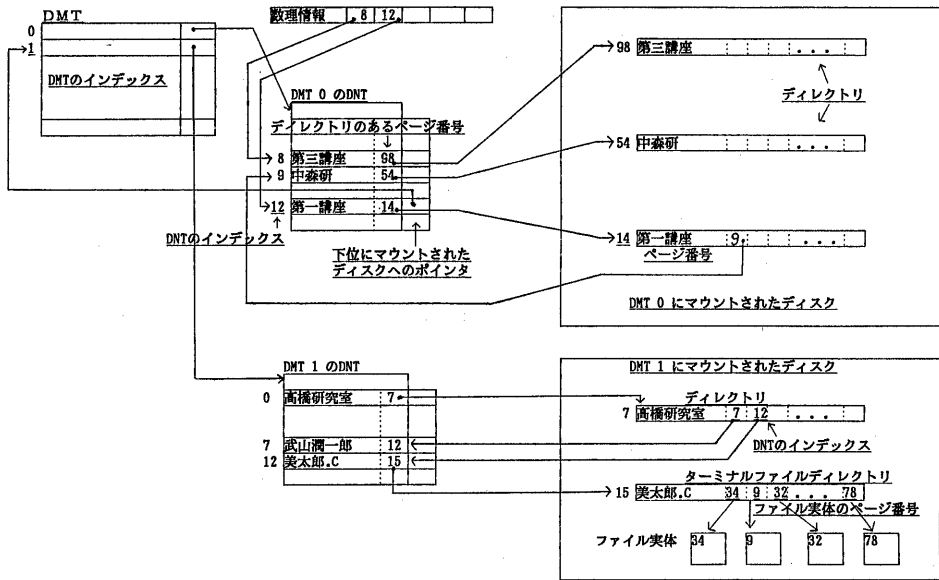 DMT
0
1
DMTのインデックス
数理情報 8 12
DMT 0 のDNT
ディレクトリのあるページ番号
8 第三講座 98
9 中森研 54
12 第一講座 14
DNTのインデックス
下位にマウントされた
ディスクへのポインタ
98 第三講座 ...
ディレクトリ
54 中森研 ...
14 第一講座 9 ...
ページ番号
DMT 0 にマウントされたディスク
DMT 1 のDNT
0 高橋研究室 7
7 武山潤一郎 12
12 美太郎.C 15
DMT 1 にマウントされたディスク
ディレクトリ
7 高橋研究室 7 12 ...
DNTのインデックス
ターミナルファイルディレクトリ
15 美太郎.C 34 9 32 ... 78
ファイル実体のページ番号
ファイル実体 34 9 32 78